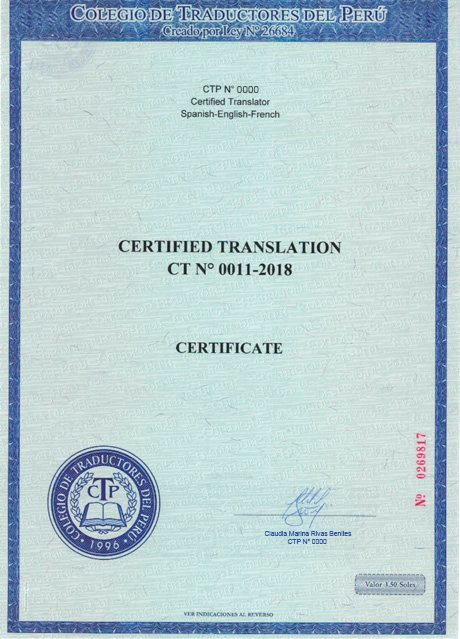 COLEGIO DE TRADUCTORES DEL PERÚ
Creado por Ley Nº 26684
CTP N° 0000
Certified Translator
Spanish-English-French
CERTIFIED TRANSLATION
CT N° 0011-2018
CERTIFICATE
COLEGIO DE TRADUCTORES DEL PERÚ
CTP
• 1996 •
Nº 0269817
Claudia Marina Rivas Benites
CTP N° 0000
Valor 3.50 Soles
VER INDICACIONES AL REVERSO